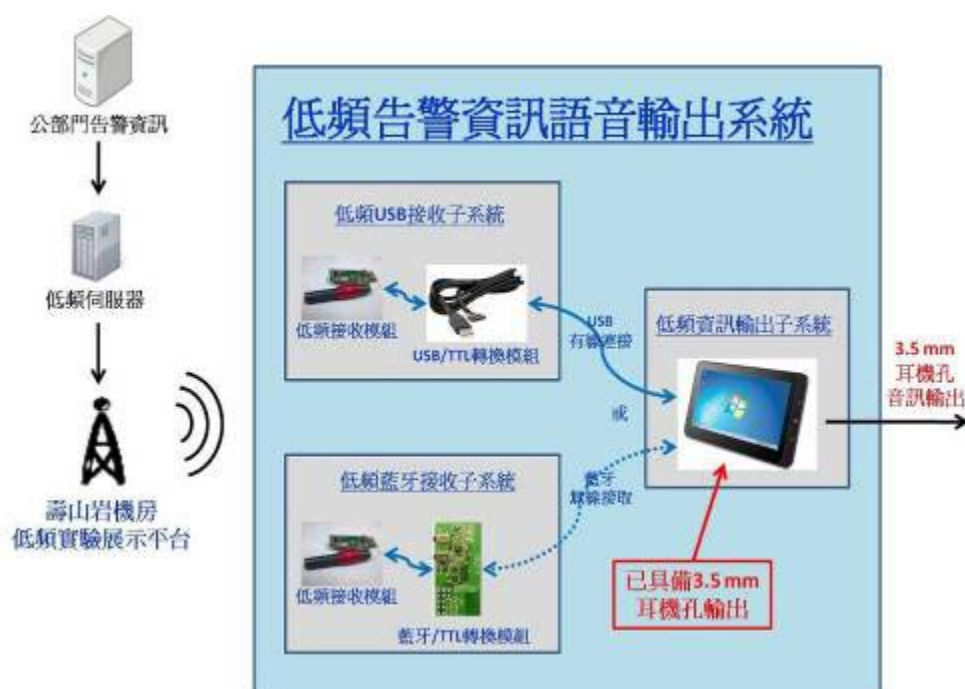 公部門告警資訊
低頻伺服器
壽山岩機房
低頻實驗展示平台
低頻告警資訊語音輸出系統
低頻USB接收子系統
低頻接收模組
USB/TTL轉換模組
USB
有線連接
或
低頻藍牙接收子系統
低頻接收模組
藍牙/TTL轉換模組
藍牙
無線接取
低頻資訊輸出子系統
已具備3.5 mm
耳機孔輸出
3.5 mm
耳機孔
音訊輸出